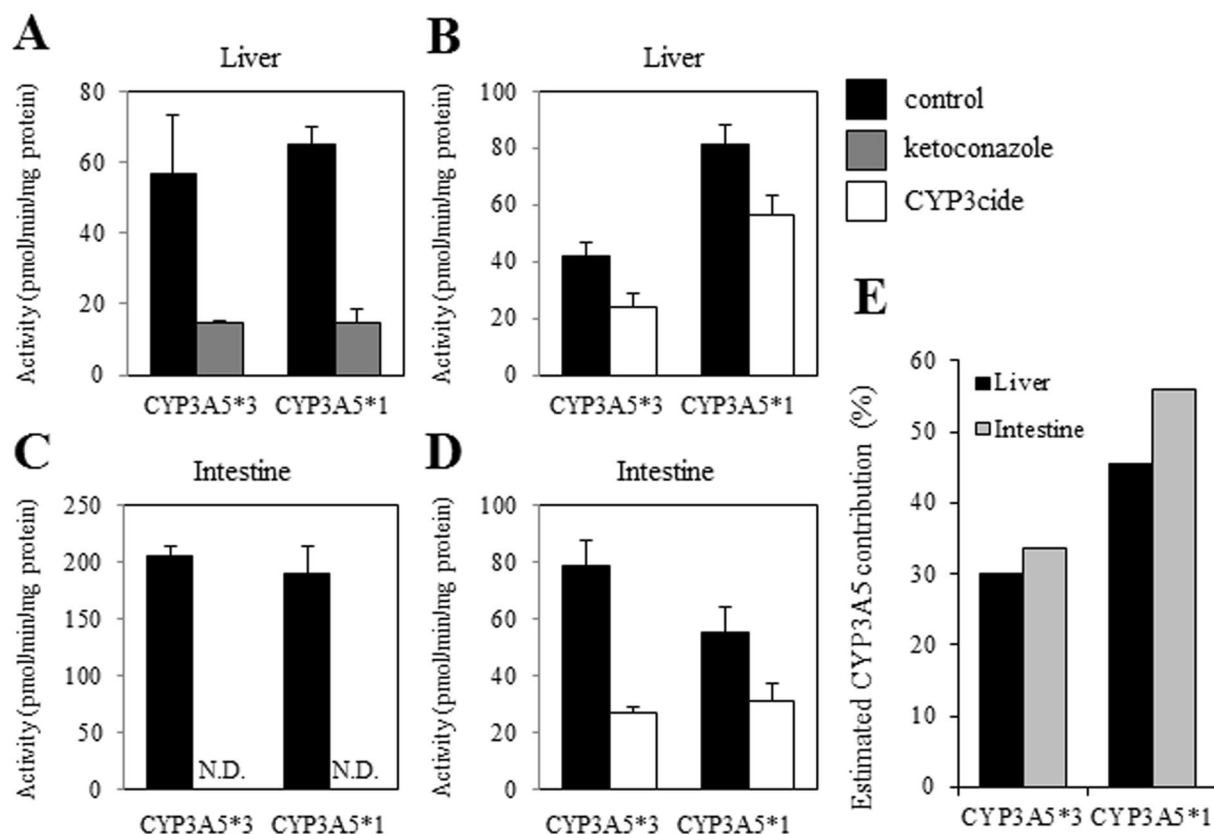 A
Liver
Activity (pmol/min/mg protein)
80
60
40
20
0
CYP3A5*3
CYP3A5*1
B
Liver
Activity (pmol/min/mg protein)
100
80
60
40
20
0
CYP3A5*3
CYP3A5*1
control
ketoconazole
CYP3cide
C
Intestine
Activity (pmol/min/mg protein)
250
200
150
100
50
0
N.D.
N.D.
CYP3A5*3
CYP3A5*1
D
Intestine
Activity (pmol/min/mg protein)
100
80
60
40
20
0
CYP3A5*3
CYP3A5*1
E
Estimated CYP3A5 contribution (%)
60
50
40
30
20
10
0
Liver
Intestine
CYP3A5*3
CYP3A5*1